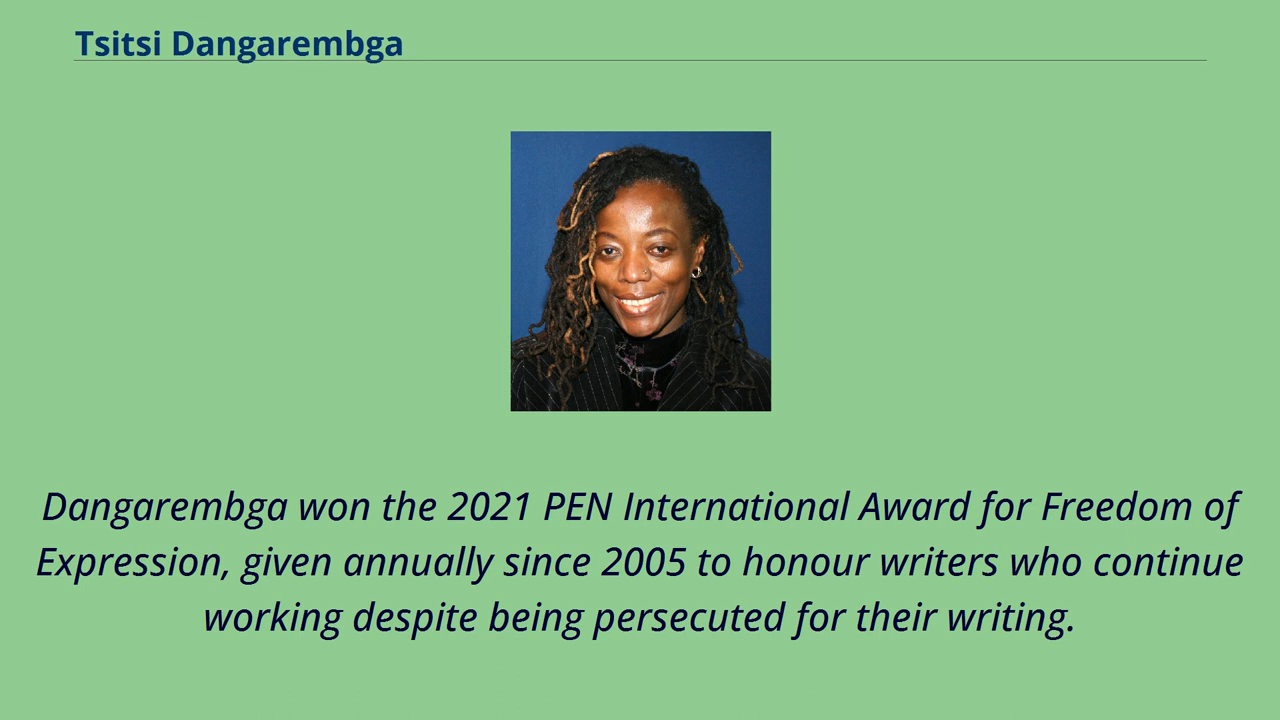 Tsitsi Dangarembga
Dangarembga won the 2021 PEN International Award for Freedom of
Expression, given annually since 2005 to honour writers who continue
working despite being persecuted for their writing.